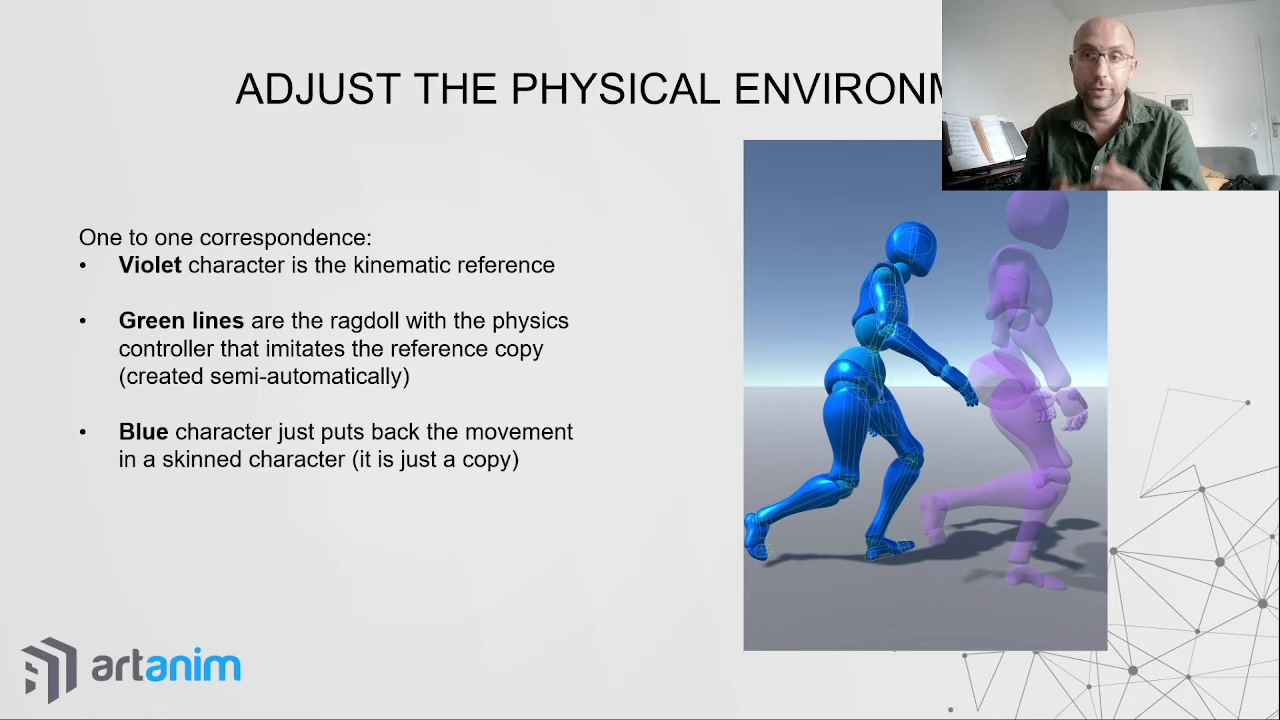 ADJUST THE PHYSICAL ENVIRONM
One to one correspondence:
• Violet character is the kinematic reference
• Green lines are the ragdoll with the physics
controller that imitates the reference copy
(created semi-automatically)
• Blue character just puts back the movement
in a skinned character (it is just a copy)
artanim